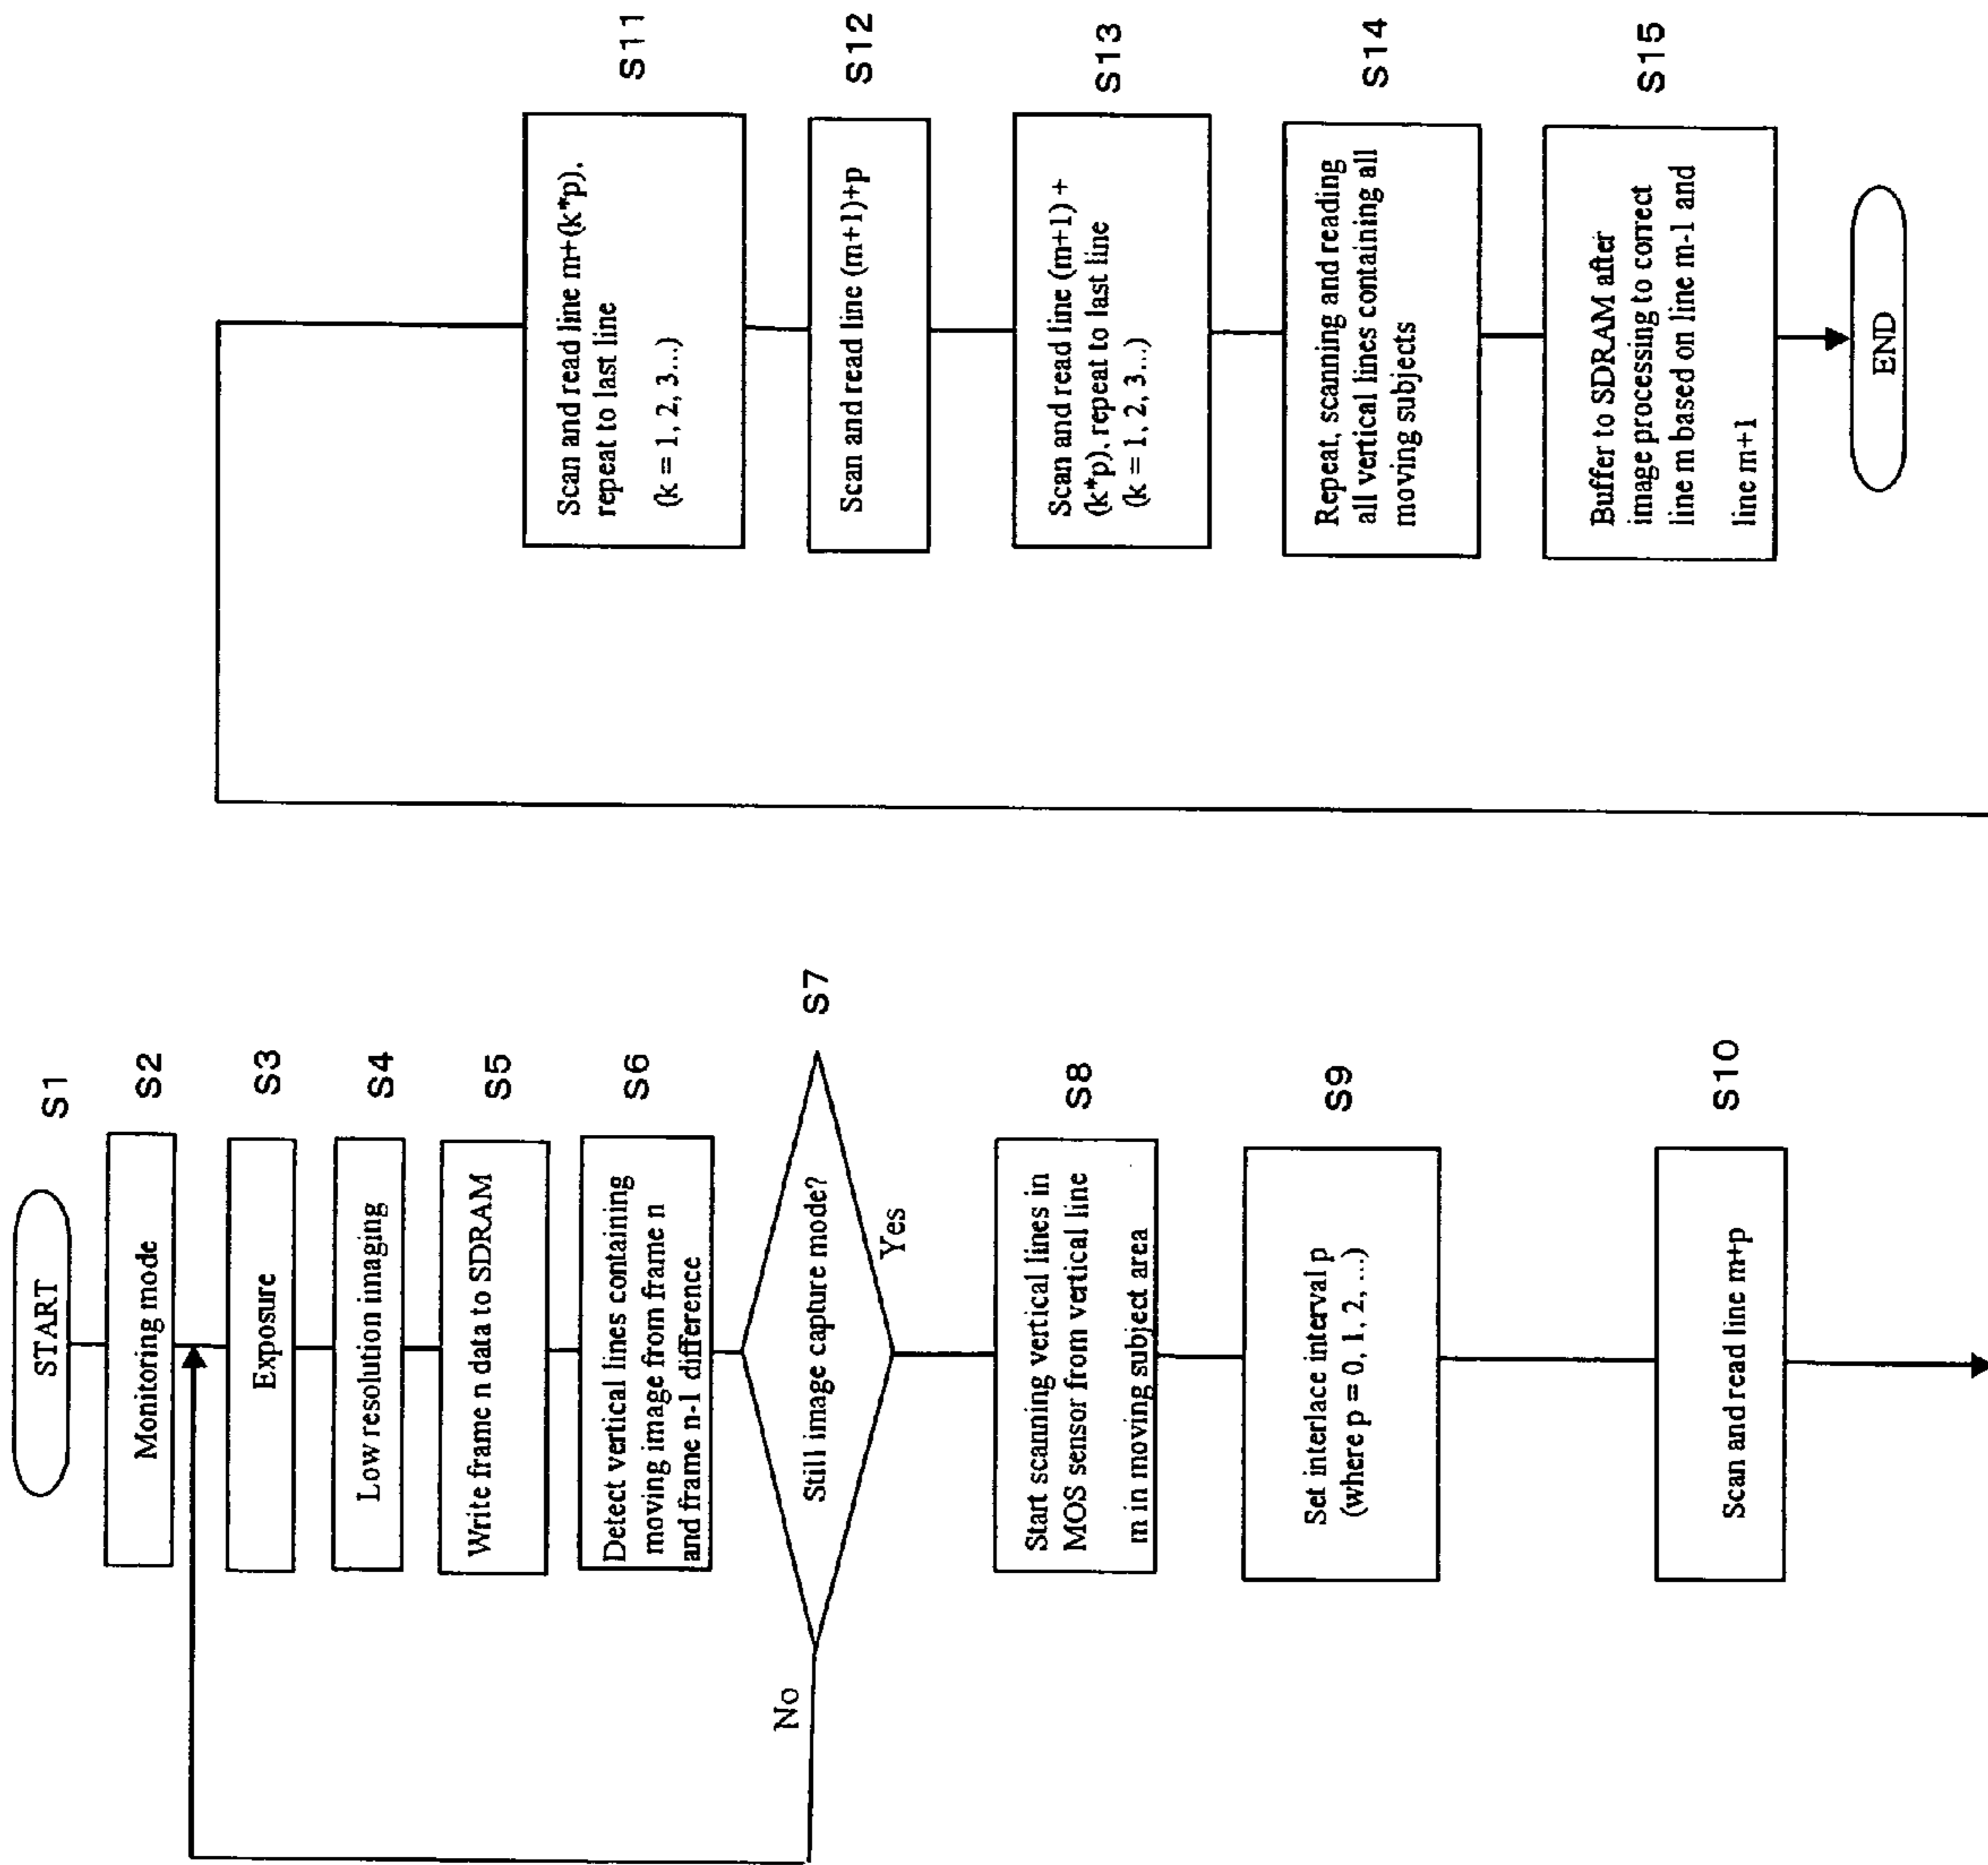 START
S1
Monitoring mode
S2
Exposure
S3
Low resolution imaging
S4
Write frame n data to SDRAM
S5
Detect vertical lines containing
moving image from frame n
and frame n-1 difference
S6
Still image capture mode?
S7
No
Yes
Start scanning vertical lines in
MOS sensor from vertical line
m in moving subject area
S8
Set interlace interval p
(where p = 0, 1, 2, ...)
S9
Scan and read line m+p
S10
Scan and read line m+(k*p),
repeat to last line
(k = 1, 2, 3...)
S11
Scan and read line (m+1)+p
S12
Scan and read line (m+1) +
(k*p), repeat to last line
(k = 1, 2, 3...)
S13
Repeat, scanning and reading
all vertical lines containing all
moving subjects
S14
Buffer to SDRAM after
image processing to correct
line m based on line m-1 and
line m+1
S15
END